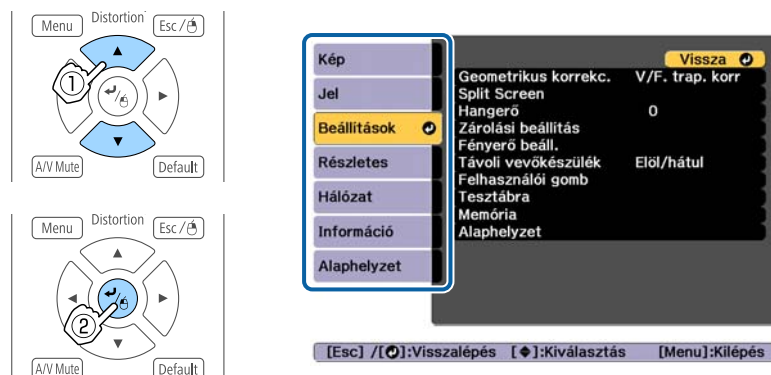 Menu
Distortion
Esc/
1
A/V Mute
Default
Menu
Distortion
Esc/
2
A/V Mute
Default
Kép
Jel
Beállítások
Részletes
Hálózat
Információ
Alaphelyzet
Vissza
Geometrikus korrekc. V/F. trap. korr
Split Screen
Hangerő 0
Zárolási beállítás
Fényerő beáll.
Távoli vevőkészülék Elöl/hátul
Felhasználói gomb
Tesztábra
Memória
Alaphelyzet
[Esc] /[]:Visszalépés []:Kiválasztás [Menu]:Kilépés